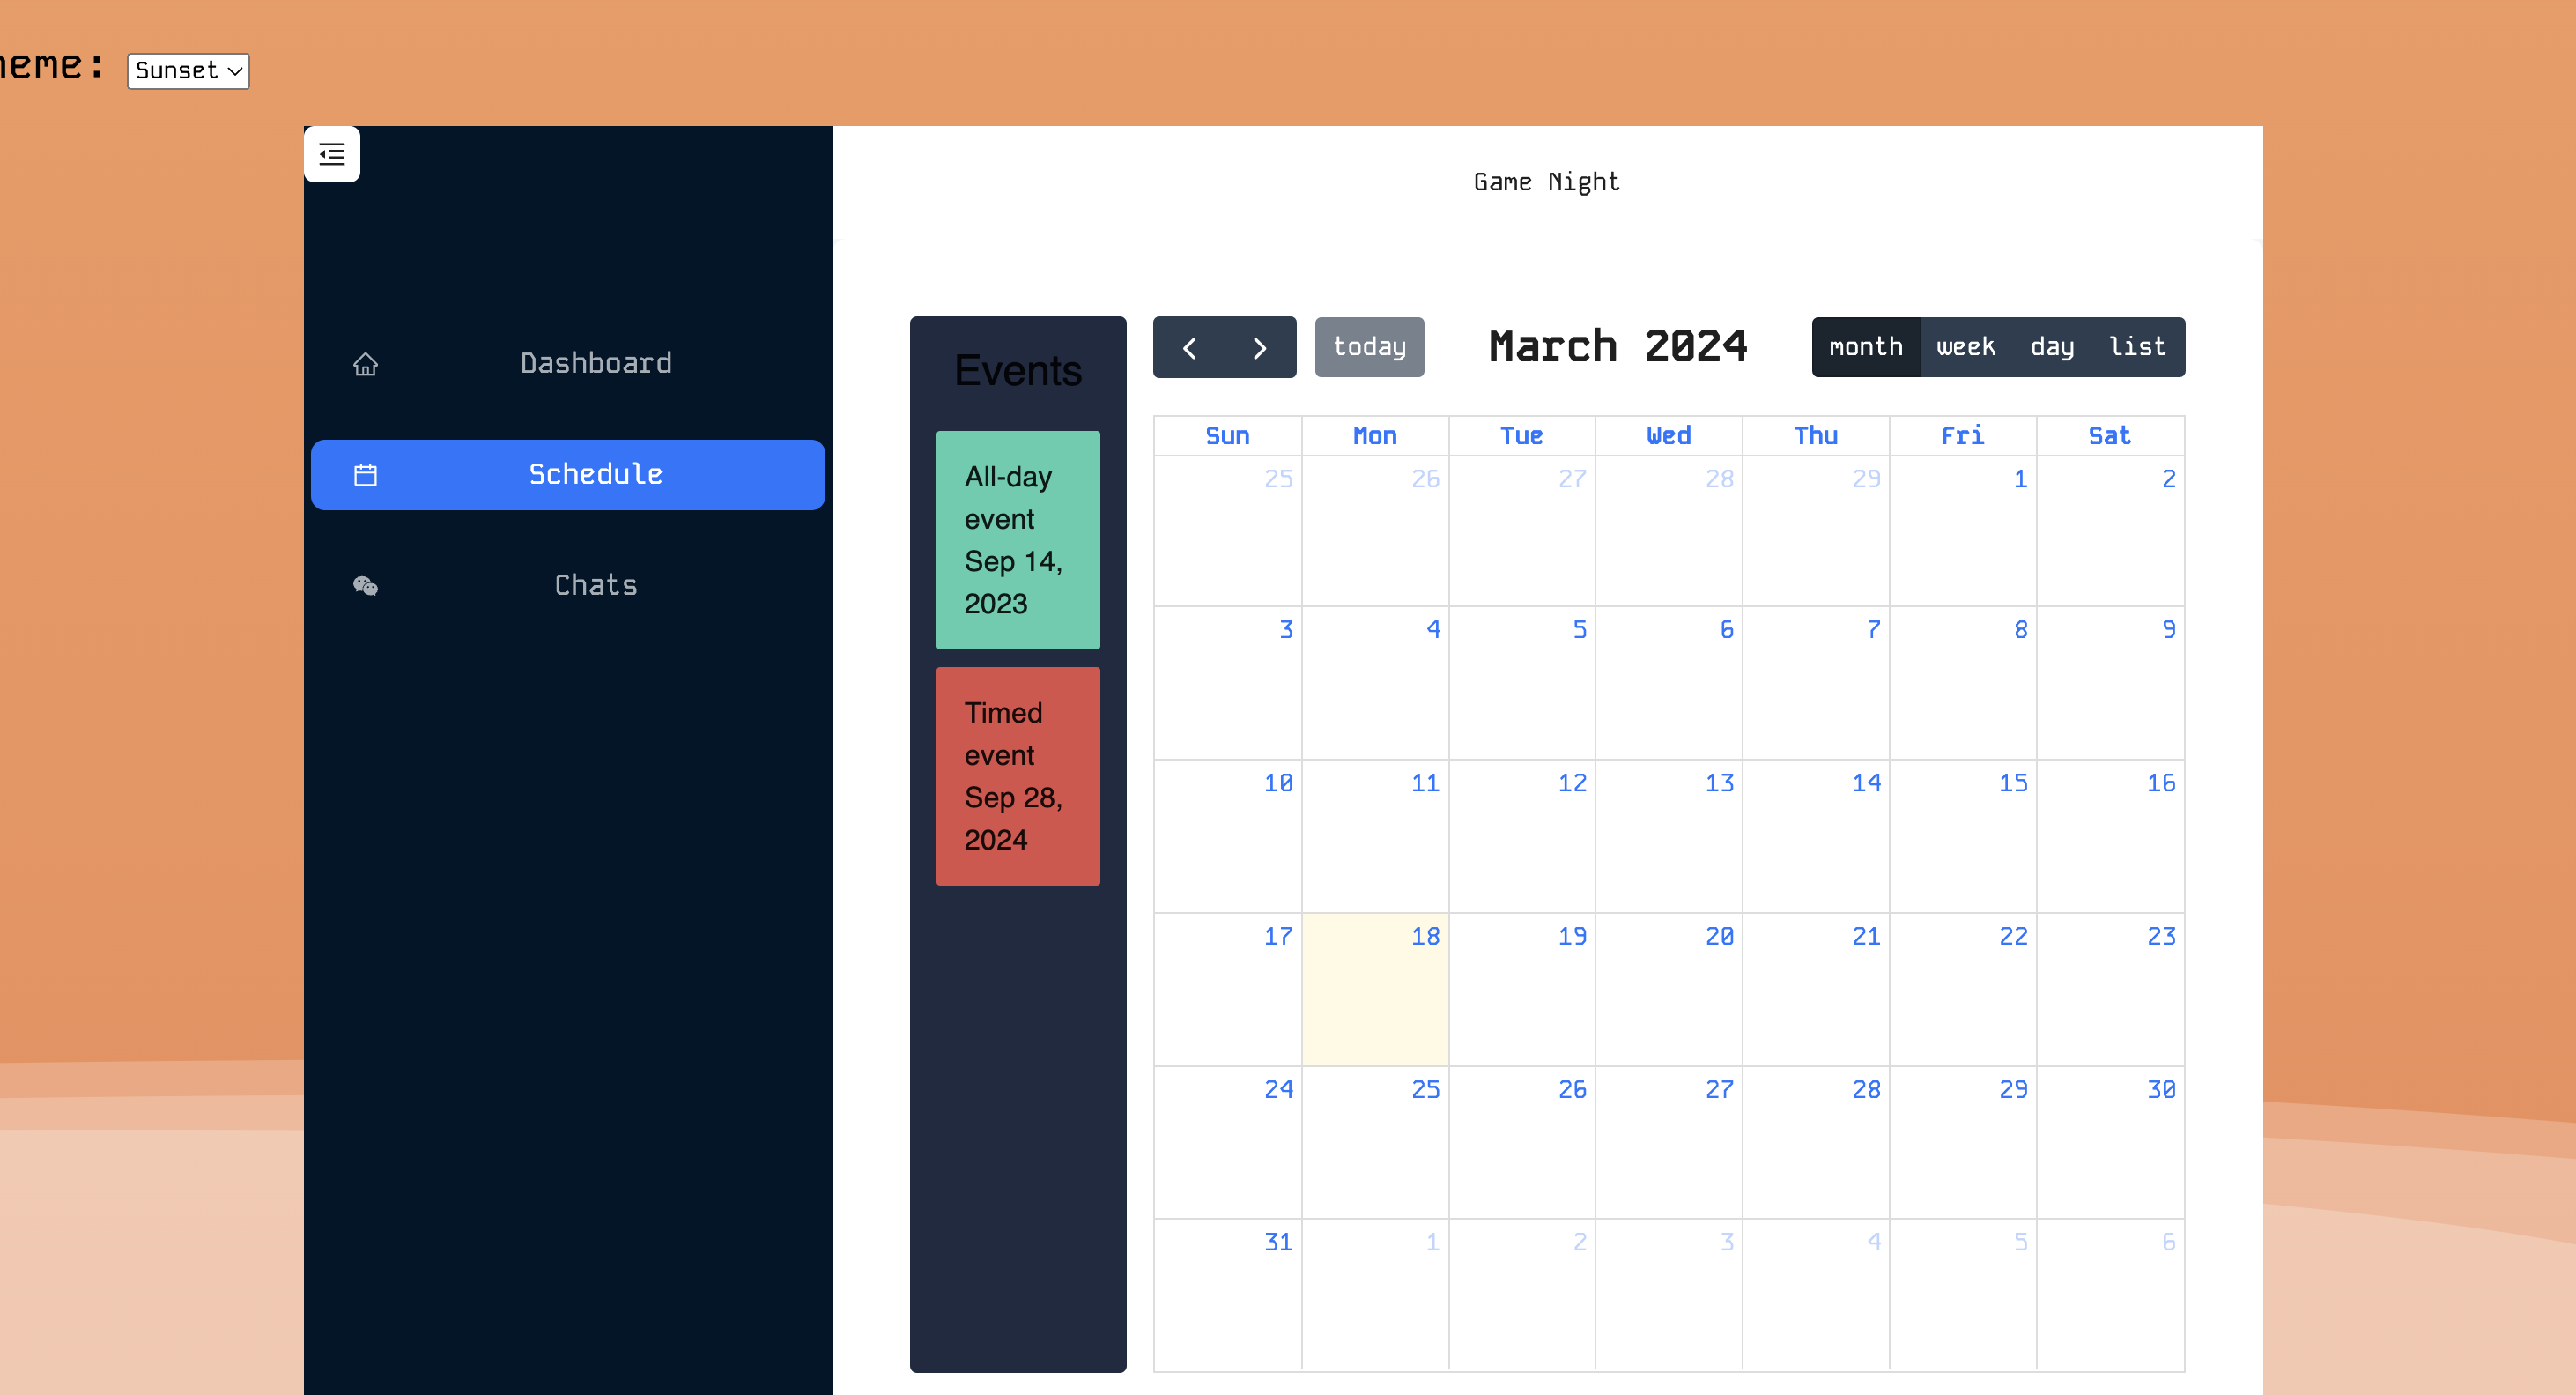 heme: Sunset
Game Night
Dashboard
Schedule
Chats
Events
All-day
event
Sep 14,
2023
Timed
event
Sep 28,
2024
today March 2024 month week day list
Sun Mon Tue Wed Thu Fri Sat
25 26 27 28 29 1 2
3 4 5 6 7 8 9
10 11 12 13 14 15 16
17 18 19 20 21 22 23
24 25 26 27 28 29 30
31 1 2 3 4 5 6